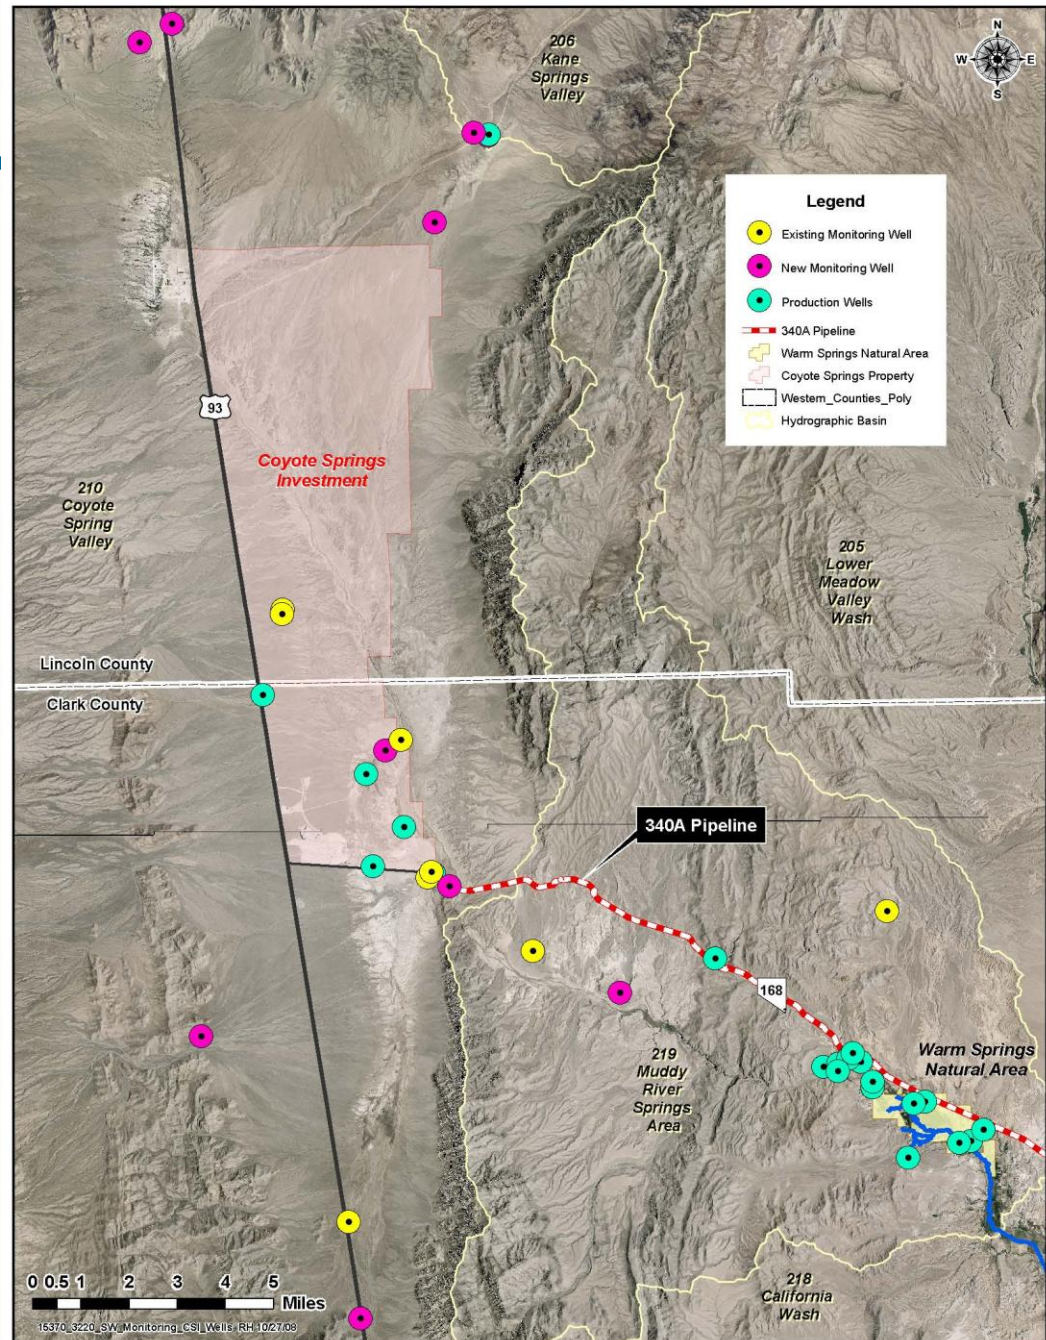 206
Kane
Springs
Valley
N
W
E
S
Legend
Existing Monitoring Well
New Monitoring Well
Production Wells
340A Pipeline
Warm Springs Natural Area
Coyote Springs Property
Western_Counties_Poly
Hydrographic Basin
93
Coyote Springs
Investment
210
Coyote
Spring
Valley
205
Lower
Meadow
Valley
Wash
Lincoln County
Clark County
340A Pipeline
168
Warm Springs
Natural Area
219
Muddy
River
Springs
Area
218
California
Wash
0 0.5 1 2 3 4 5
Miles
15370_3220_SW_Monitoring_CSI_Wells RH 10/27/08